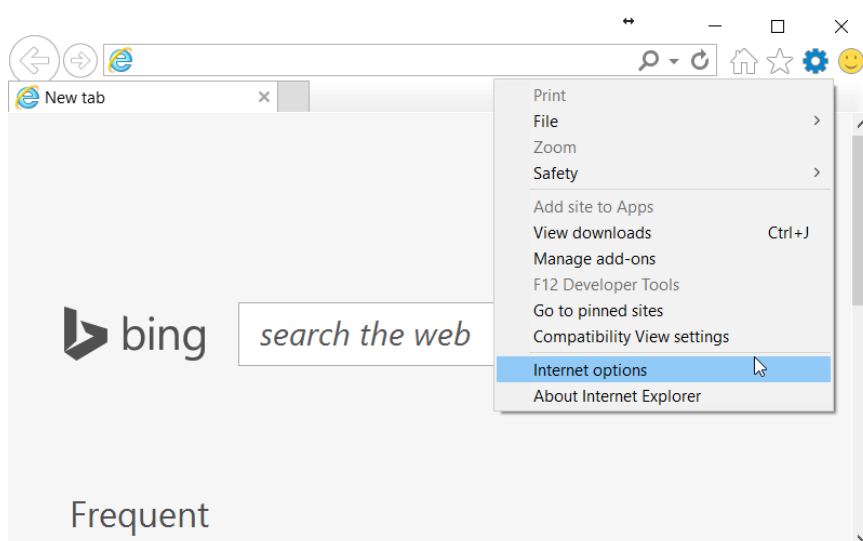 New tab
Print
File
Zoom
Safety
Add site to Apps
View downloads Ctrl+J
Manage add-ons
F12 Developer Tools
Go to pinned sites
Compatibility View settings
Internet options
About Internet Explorer
bing
search the web
Frequent